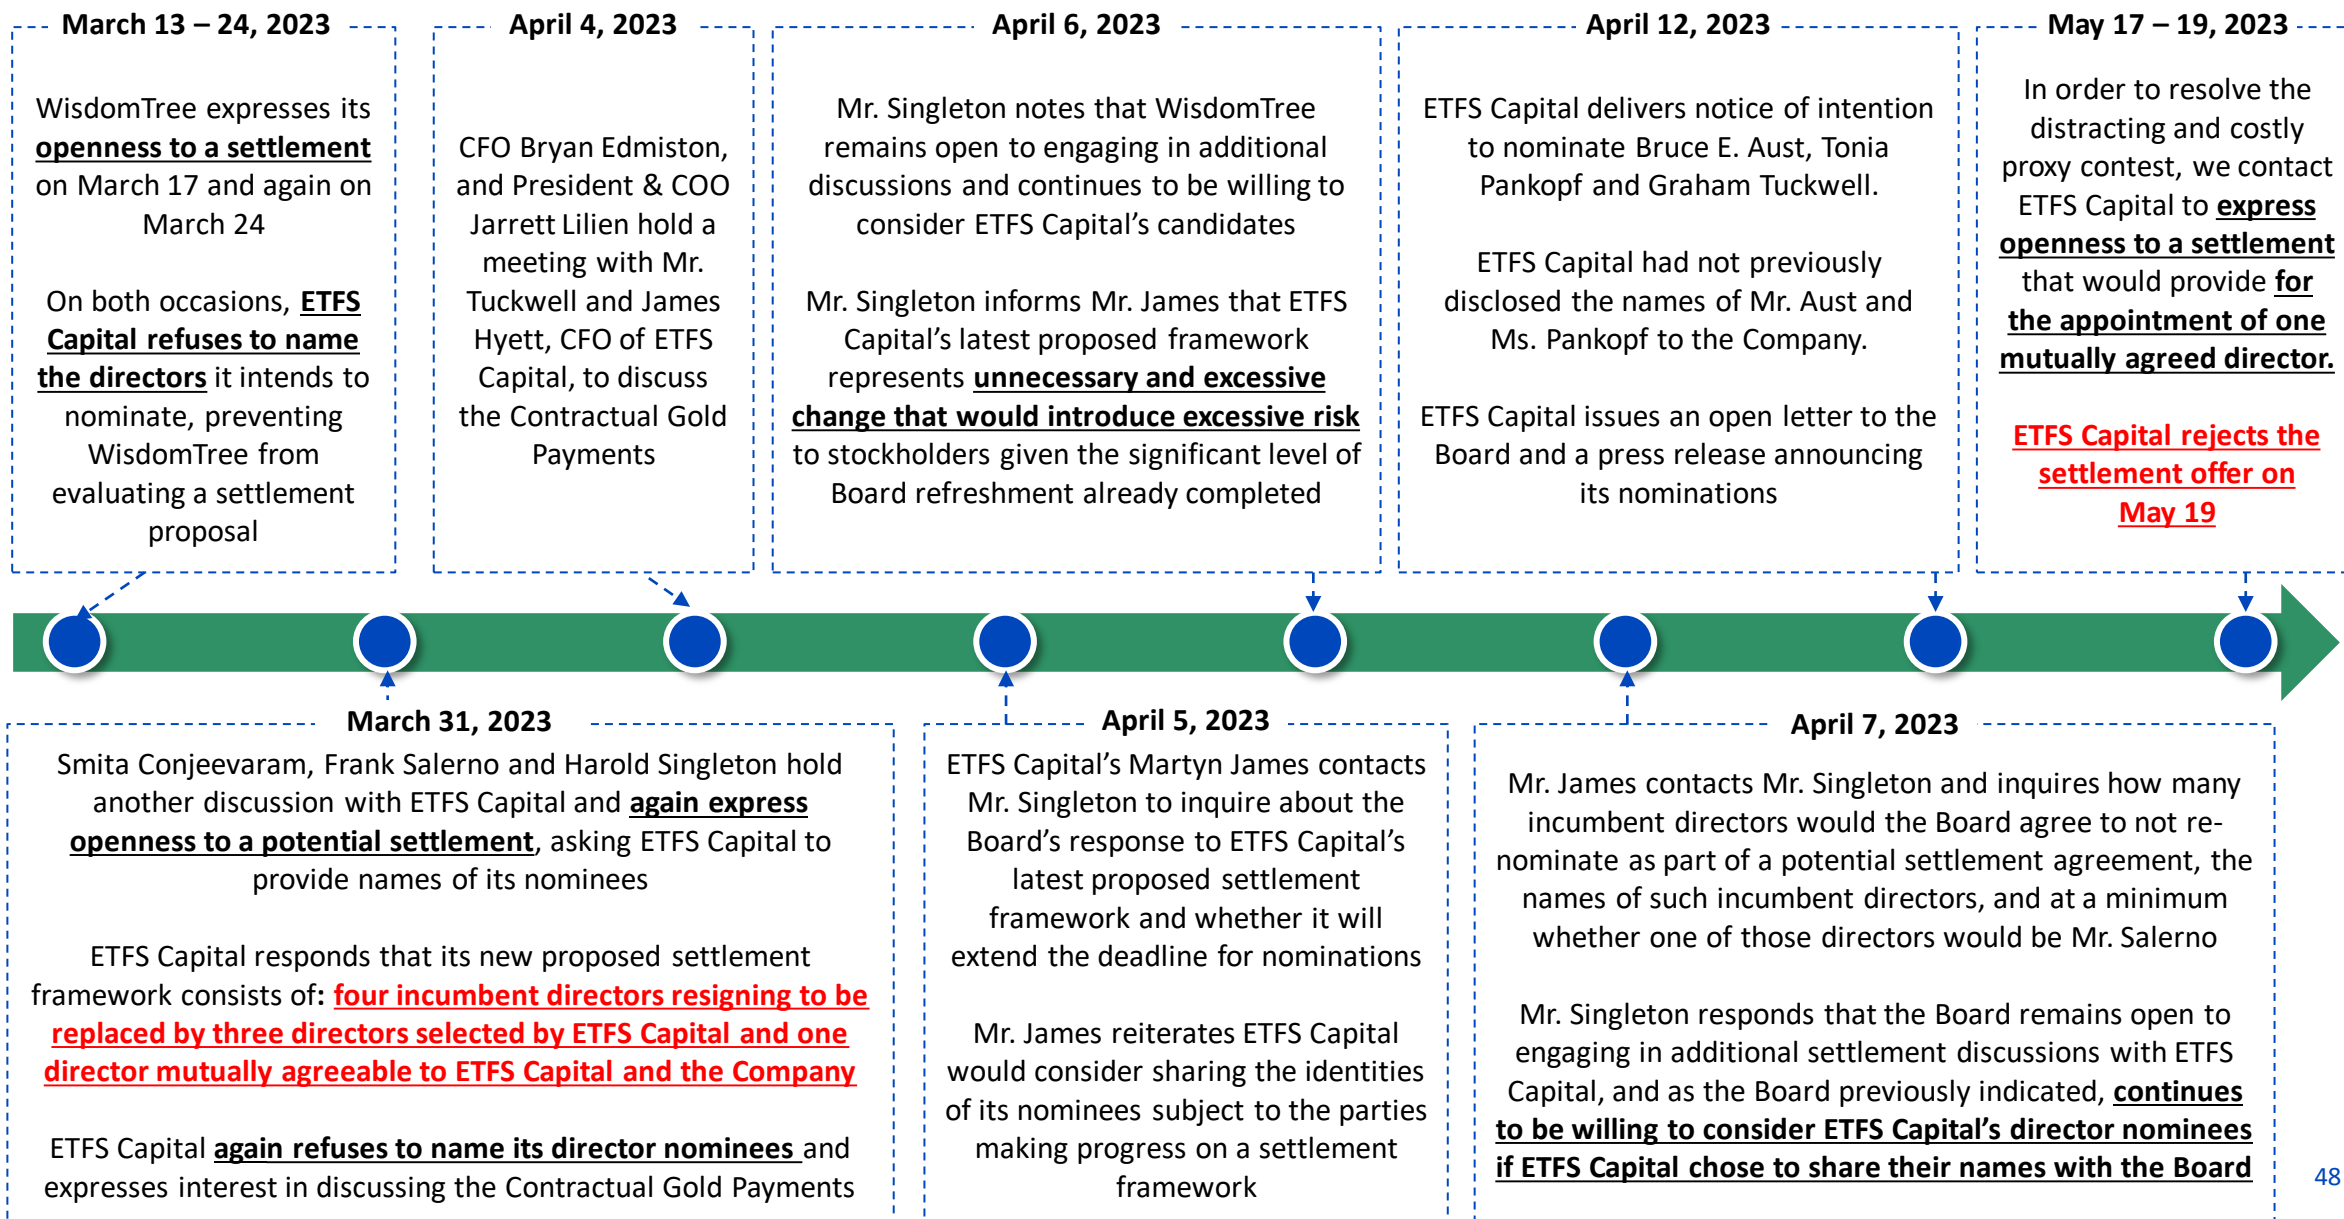 March 13 – 24, 2023
WisdomTree expresses its
openness to a settlement
on March 17 and again on
March 24
On both occasions, ETFS
Capital refuses to name
the directors it intends to
nominate, preventing
WisdomTree from
evaluating a settlement
proposal
April 4, 2023
CFO Bryan Edmiston,
and President & COO
Jarrett Lilien hold a
meeting with Mr.
Tuckwell and James
Hyett, CFO of ETFS
Capital, to discuss
the Contractual Gold
Payments
April 6, 2023
Mr. Singleton notes that WisdomTree
remains open to engaging in additional
discussions and continues to be willing to
consider ETFS Capital’s candidates
Mr. Singleton informs Mr. James that ETFS
Capital’s latest proposed framework
represents unnecessary and excessive
change that would introduce excessive risk
to stockholders given the significant level of
Board refreshment already completed
April 12, 2023
ETFS Capital delivers notice of intention
to nominate Bruce E. Aust, Tonia
Pankopf and Graham Tuckwell.
ETFS Capital had not previously
disclosed the names of Mr. Aust and
Ms. Pankopf to the Company.
ETFS Capital issues an open letter to the
Board and a press release announcing
its nominations
May 17 – 19, 2023
In order to resolve the
distracting and costly
proxy contest, we contact
ETFS Capital to express
openness to a settlement
that would provide for
the appointment of one
mutually agreed director.
ETFS Capital rejects the
settlement offer on
May 19
March 31, 2023
Smita Conjeevaram, Frank Salerno and Harold Singleton hold
another discussion with ETFS Capital and again express
openness to a potential settlement, asking ETFS Capital to
provide names of its nominees
ETFS Capital responds that its new proposed settlement
framework consists of: four incumbent directors resigning to be
replaced by three directors selected by ETFS Capital and one
director mutually agreeable to ETFS Capital and the Company
ETFS Capital again refuses to name its director nominees and
expresses interest in discussing the Contractual Gold Payments
April 5, 2023
ETFS Capital’s Martyn James contacts
Mr. Singleton to inquire about the
Board’s response to ETFS Capital’s
latest proposed settlement
framework and whether it will
extend the deadline for nominations
Mr. James reiterates ETFS Capital
would consider sharing the identities
of its nominees subject to the parties
making progress on a settlement
framework
April 7, 2023
Mr. James contacts Mr. Singleton and inquires how many
incumbent directors would the Board agree to not re-
nominate as part of a potential settlement agreement, the
names of such incumbent directors, and at a minimum
whether one of those directors would be Mr. Salerno
Mr. Singleton responds that the Board remains open to
engaging in additional settlement discussions with ETFS
Capital, and as the Board previously indicated, continues
to be willing to consider ETFS Capital’s director nominees
if ETFS Capital chose to share their names with the Board
48